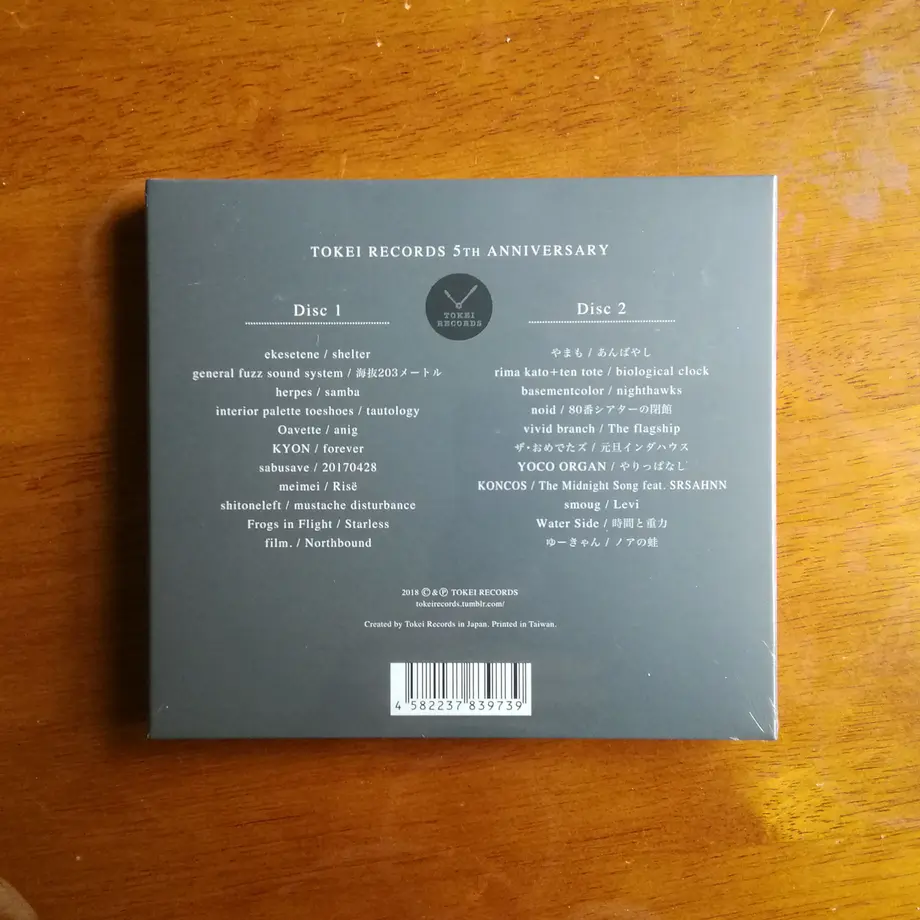 TOKEI RECORDS 5TH ANNIVERSARY
TOKEI
RECORDS
Disc 1
ekesetene / shelter
general fuzz sound system / 海抜203メートル
herpes / samba
interior palette toeshoes / tautology
Oavette / anig
KYON / forever
sabusave / 20170428
meimei / Risë
shitoneleft / mustache disturbance
Frogs in Flight / Starless
film. / Northbound
Disc 2
やまも / あんばやし
rima kato+ten tote / biological clock
basementcolor / nighthawks
noid / 80番シアターの閉館
vivid branch / The flagship
ザ・おめでたズ / 元旦インダハウス
YOCO ORGAN / やりっぱなし
KONCOS / The Midnight Song feat. SRSAHNN
smoug / Levi
Water Side / 時間と重力
ゆーきゃん / ノアの蛙
2018 Ⓒ&Ⓟ TOKEI RECORDS
tokeirecords.tumblr.com/
Created by Tokei Records in Japan. Printed in Taiwan.
4 582237 839739